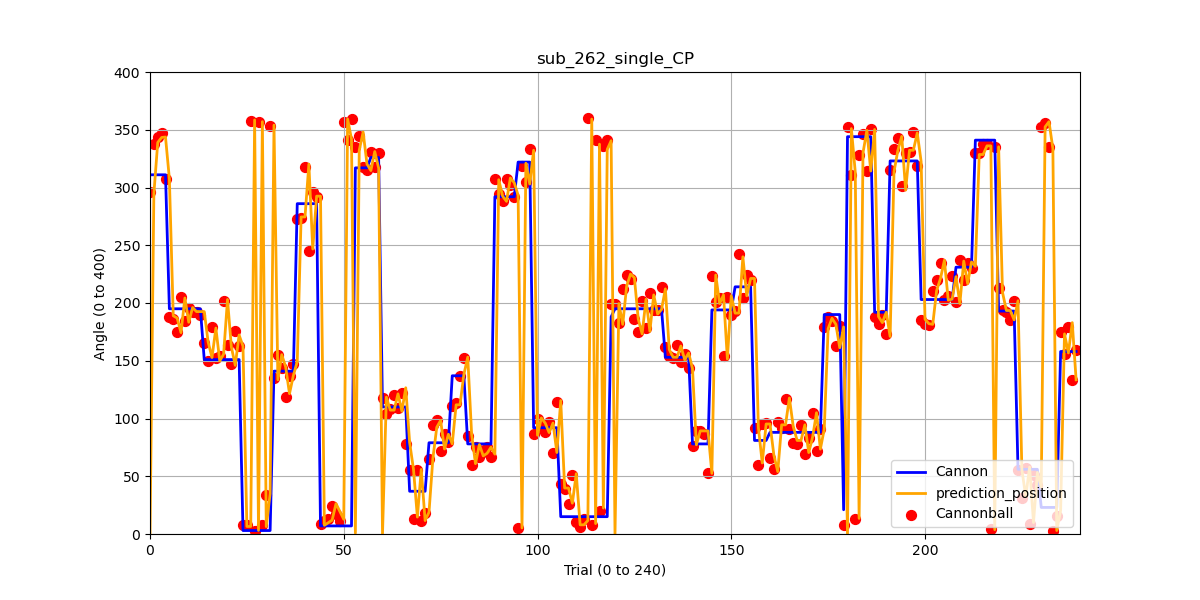 sub_262_single_CP
400
350
300
250
200
150
100
50
0
Angle (0 to 400)
0
50
100
150
200
Trial (0 to 240)
Cannon
prediction_position
Cannonball